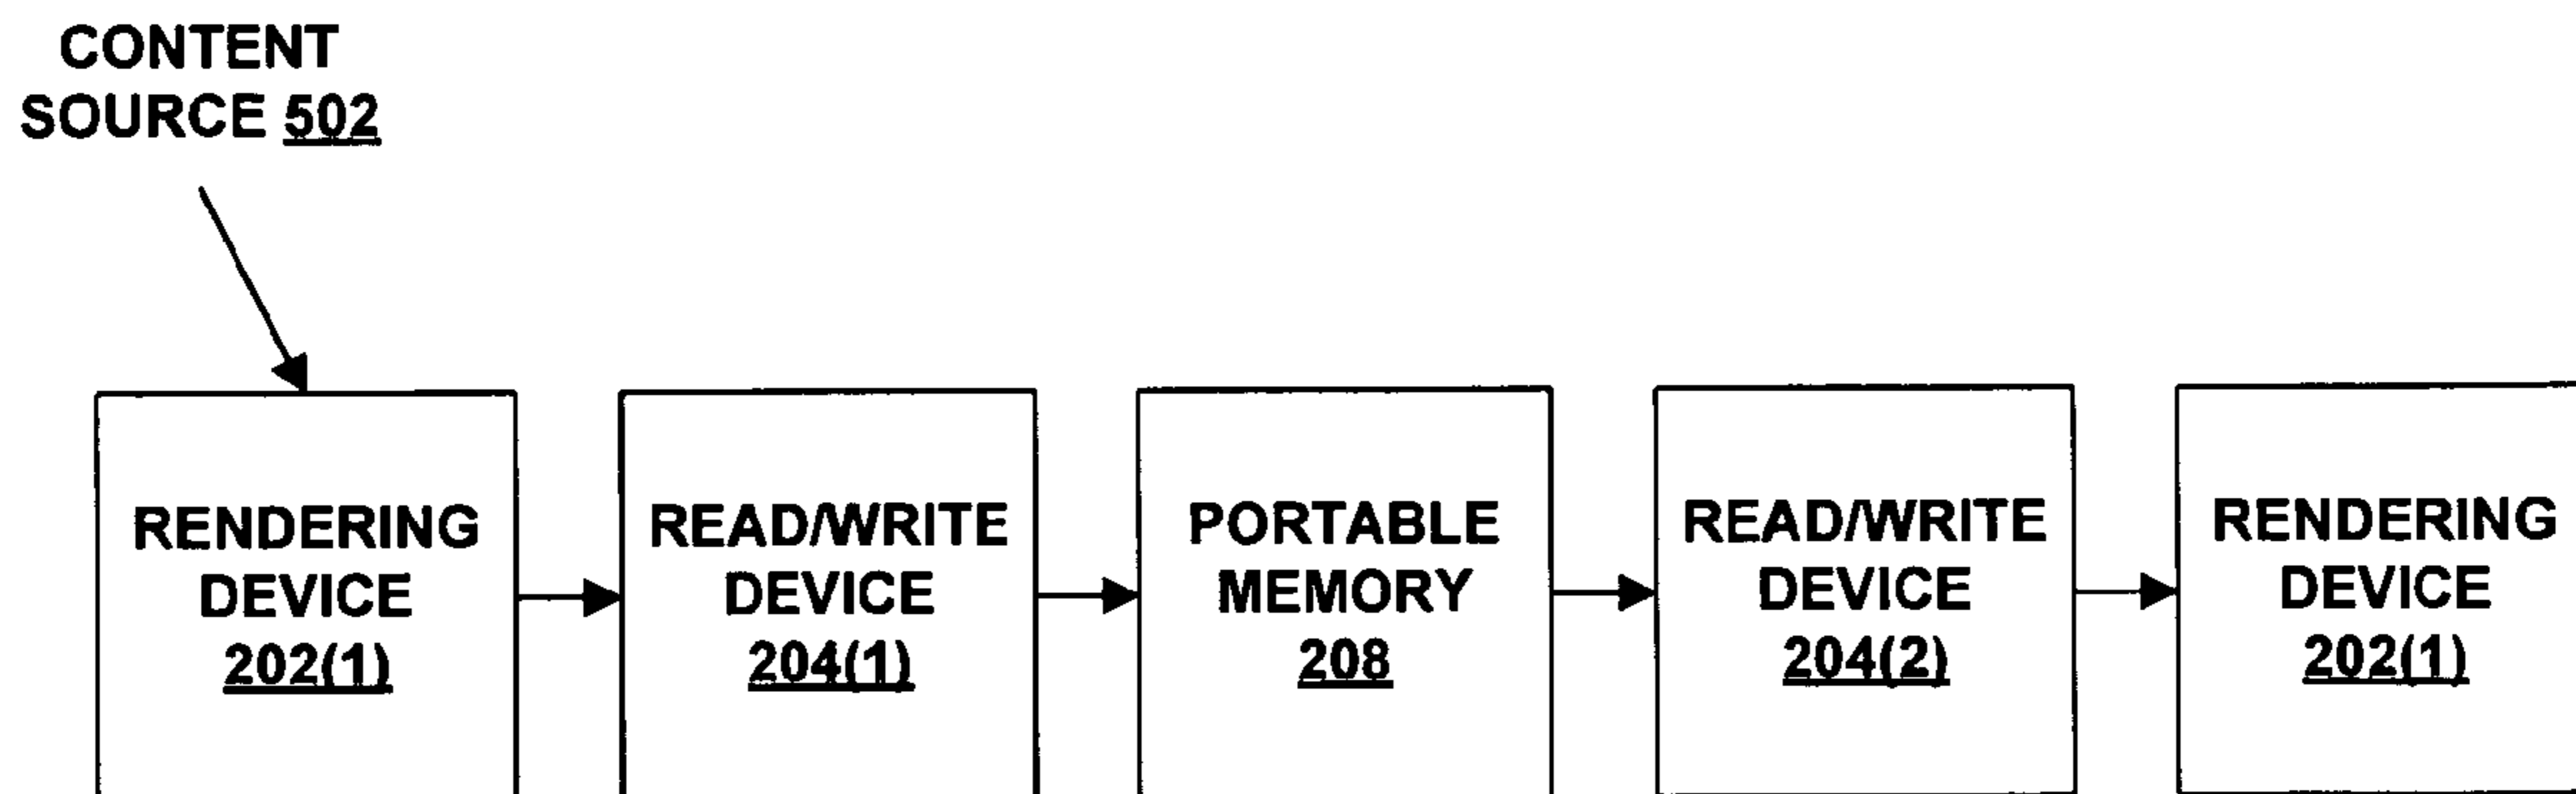 CONTENT
SOURCE 502
RENDERING
DEVICE
202(1)
READ/WRITE
DEVICE
204(1)
PORTABLE
MEMORY
208
READ/WRITE
DEVICE
204(2)
RENDERING
DEVICE
202(1)